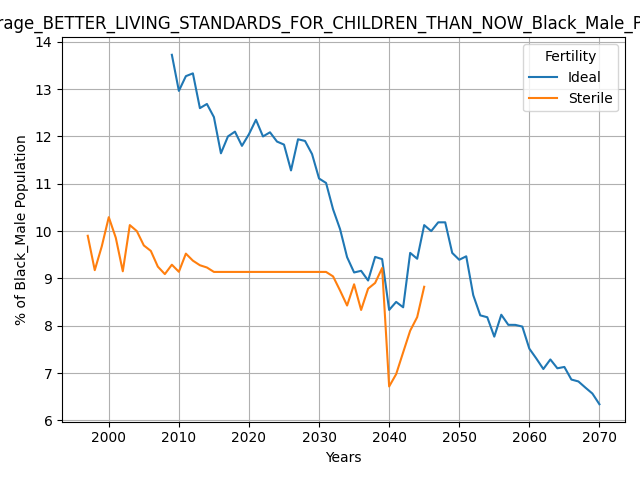 rage_BETTER_LIVING_STANDARDS_FOR_CHILDREN_THAN_NOW_Black_Male_P
14
13
12
11
10
9
8
7
6
% of Black_Male Population
Fertility
Ideal
Sterile
2000 2010 2020 2030 2040 2050 2060 2070
Years